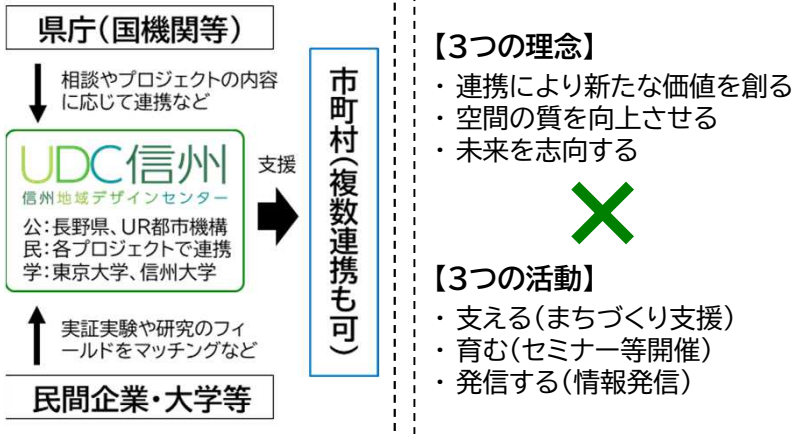 県庁（国機関等）
相談やプロジェクトの内容
に応じて連携など
UDC信州
信州地域デザインセンター
公：長野県、UR都市機構
民：各プロジェクトで連携
学：東京大学、信州大学
実証実験や研究のフィ
ールドをマッチングなど
民間企業・大学等
支援
市町村（複数連携も可）
【3つの理念】
・ 連携により新たな価値を創る
・ 空間の質を向上させる
・ 未来を志向する
【3つの活動】
・ 支える（まちづくり支援）
・ 育む（セミナー等開催）
・ 発信する（情報発信）